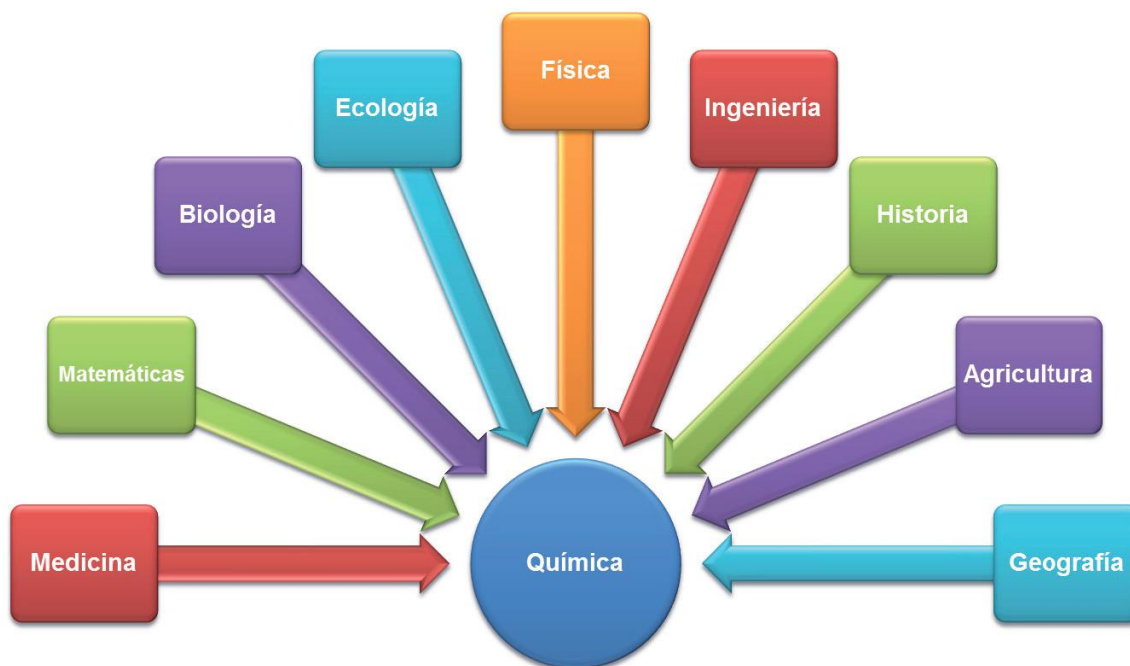 Física
Ecología
Ingeniería
Biología
Historia
Matemáticas
Agricultura
Medicina
Química
Geografía